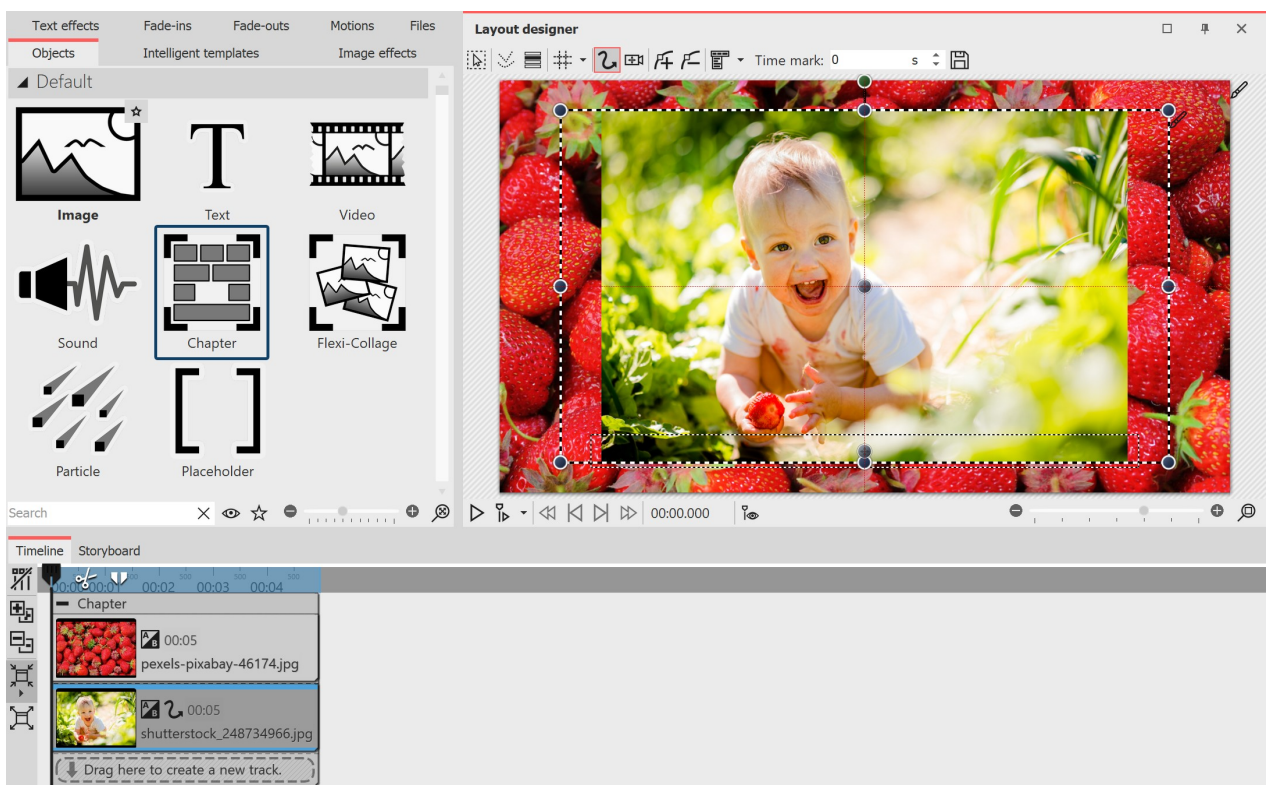 Text effects Fade-ins Fade-outs Motions Files
Objects Intelligent templates Image effects
Default
Image Text Video
Sound Chapter Flexi-Collage
Particle Placeholder
Search
Layout designer
Time mark: 0 s
00:00.000
Timeline Storyboard
00:01 00:02 00:03 00:04
Chapter
A B 00:05
pexels-pixabay-46174.jpg
A B 00:05
shutterstock_248734966.jpg
Drag here to create a new track.